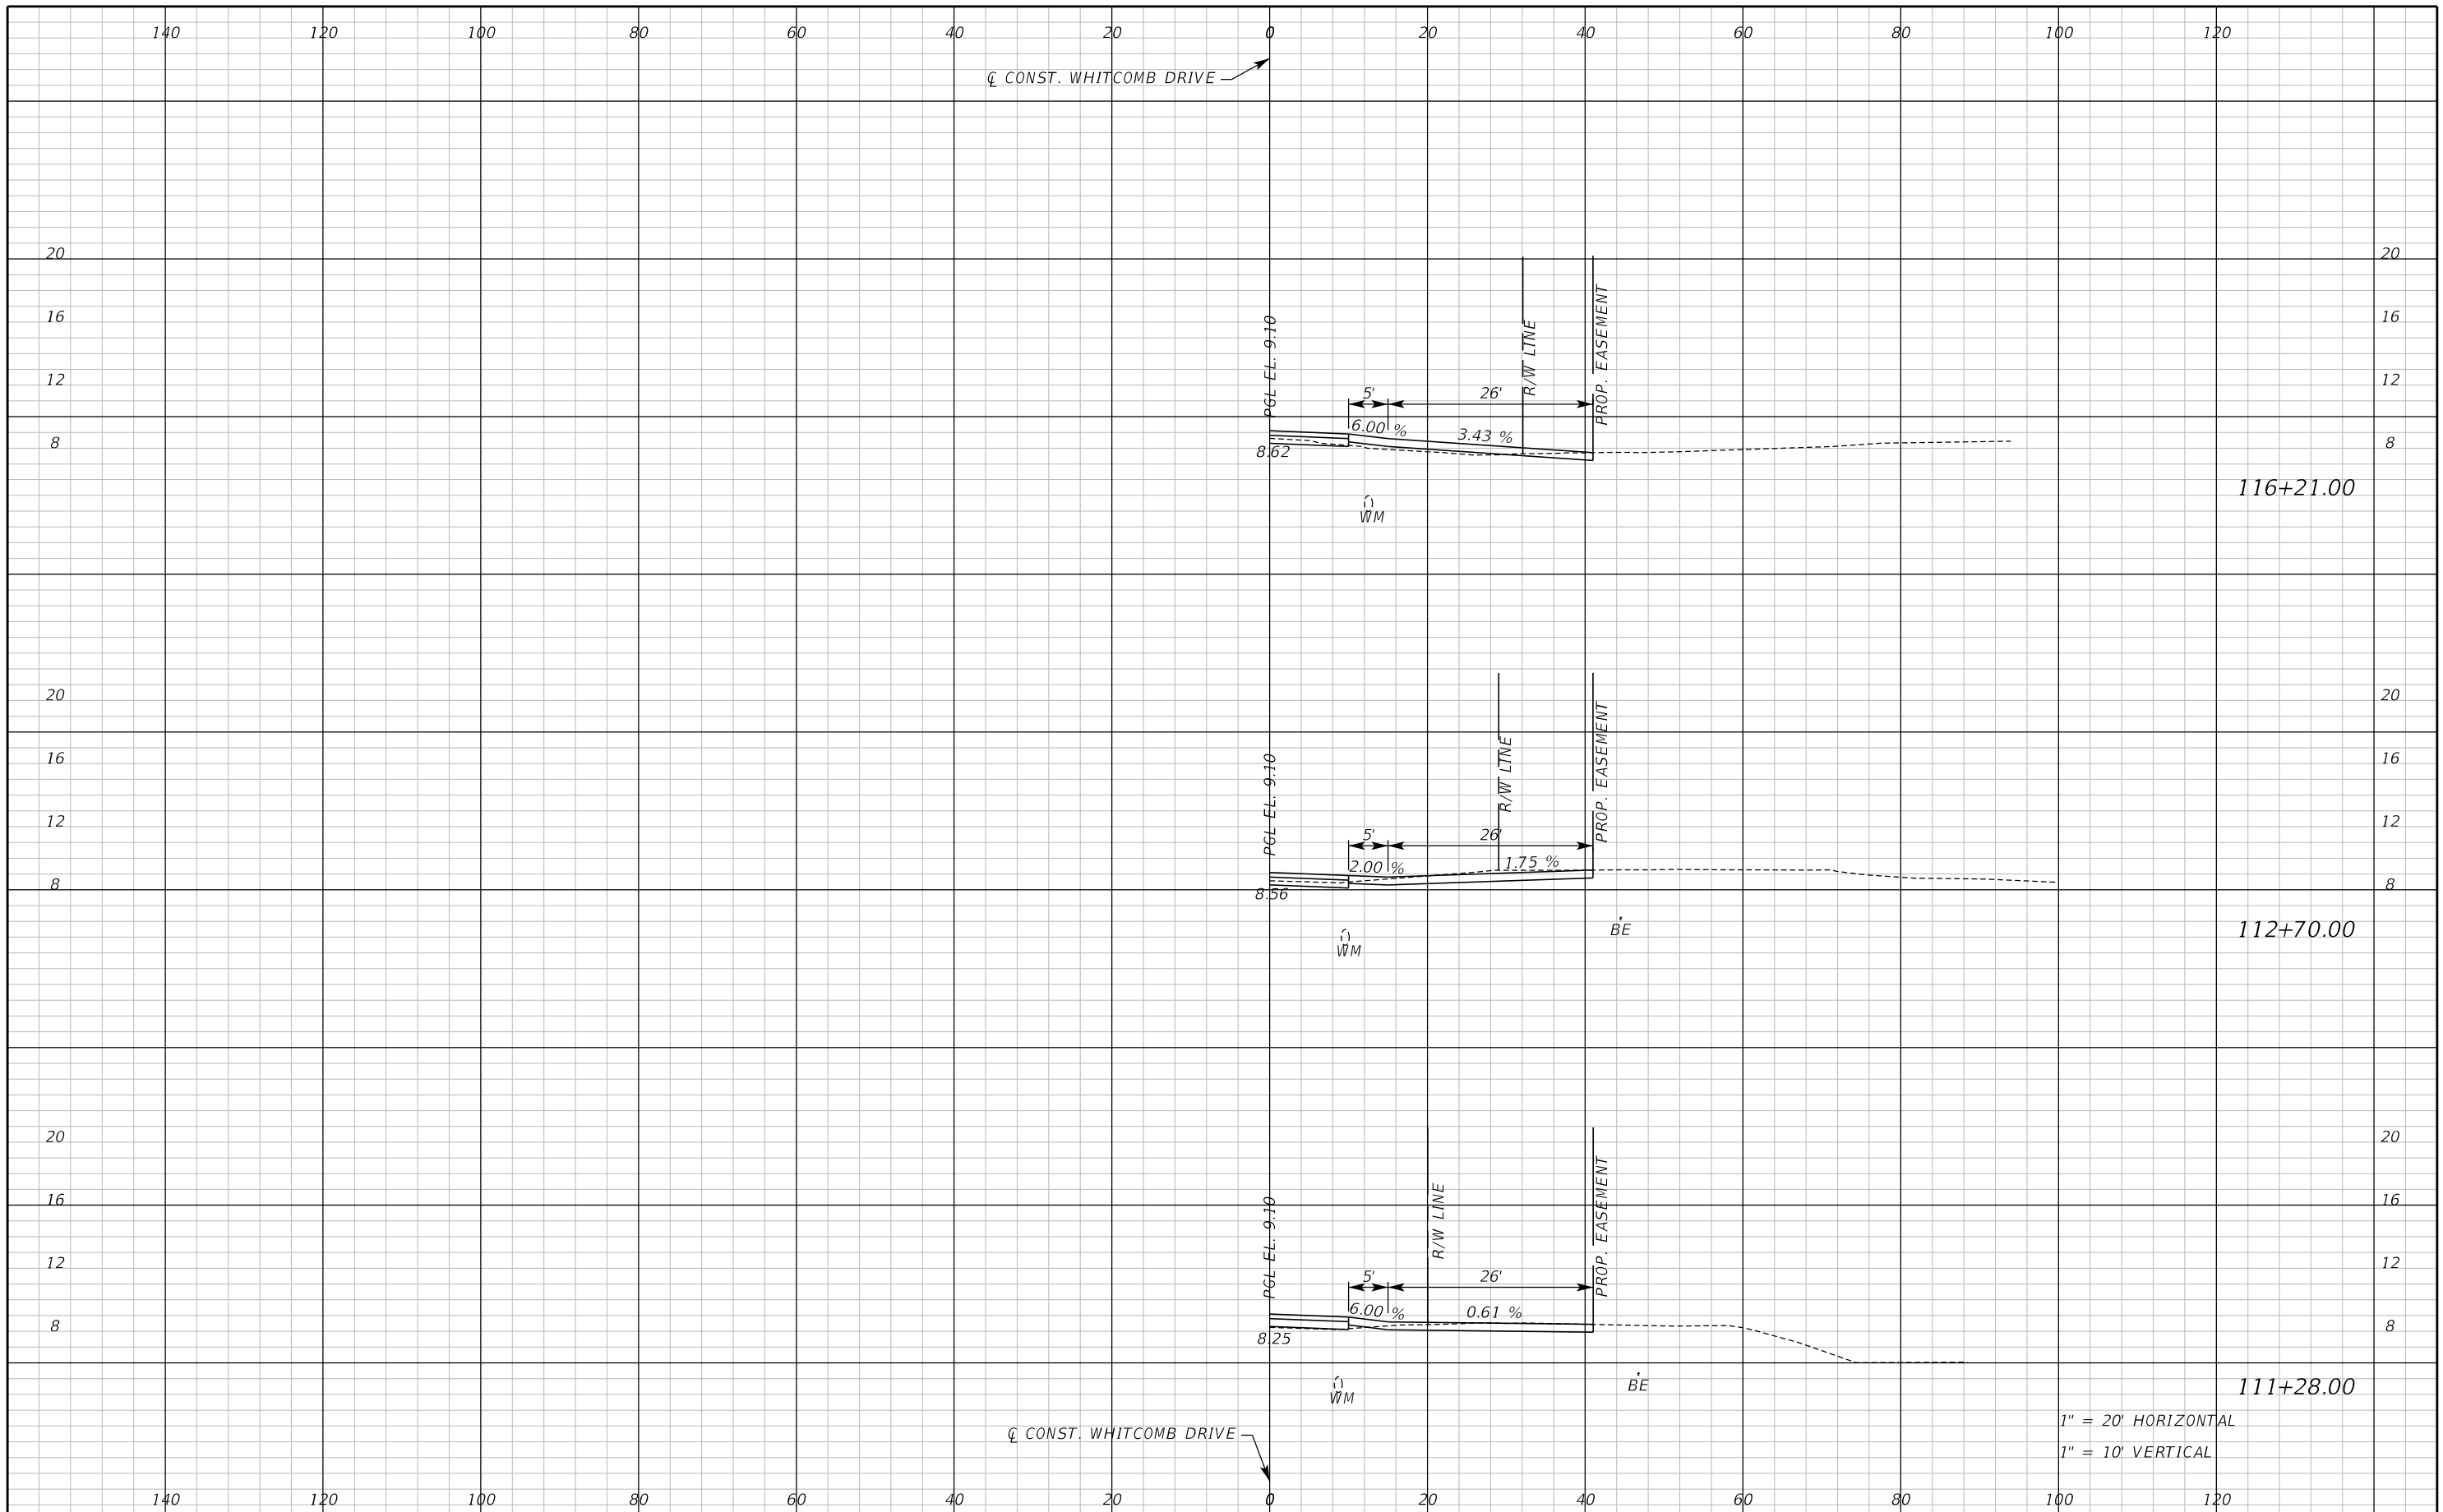 140 120 100 80 60 40 20 0 20 40 60 80 100 120
℄ CONST. WHITCOMB DRIVE
20 20
16 16
12 12
8 8
PGL EL. 9.10
R/W LINE
PROP. EASEMENT
5' 26'
6.00 % 3.43 %
8.62
WM
116+21.00
20 20
16 16
12 12
8 8
PGL EL. 9.10
R/W LINE
PROP. EASEMENT
5' 26'
2.00 % 1.75 %
8.56
WM
BE
112+70.00
20 20
16 16
12 12
8 8
PGL EL. 9.10
R/W LINE
PROP. EASEMENT
5' 26'
6.00 % 0.61 %
8.25
WM
BE
111+28.00
1" = 20' HORIZONTAL
1" = 10' VERTICAL
℄ CONST. WHITCOMB DRIVE
140 120 100 80 60 40 20 0 20 40 60 80 100 120